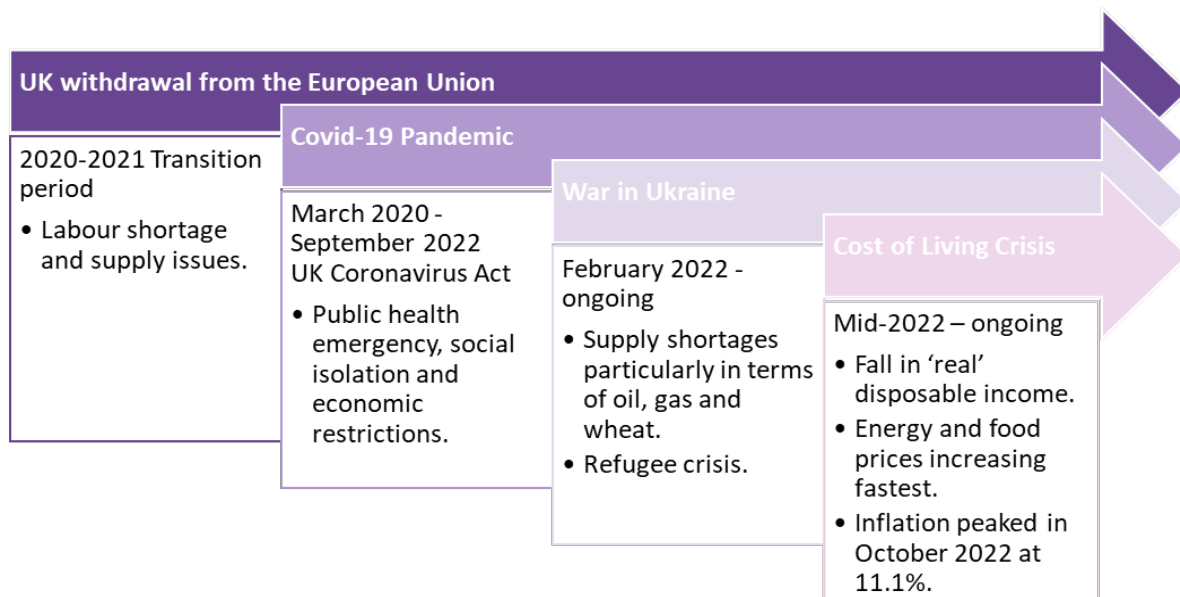 UK withdrawal from the European Union
2020-2021 Transition
period
• Labour shortage
and supply issues.
Covid-19 Pandemic
March 2020 -
September 2022
UK Coronavirus Act
• Public health
emergency, social
isolation and
economic
restrictions.
War in Ukraine
February 2022 -
ongoing
• Supply shortages
particularly in terms
of oil, gas and
wheat.
• Refugee crisis.
Cost of Living Crisis
Mid-2022 – ongoing
• Fall in ‘real’
disposable income.
• Energy and food
prices increasing
fastest.
• Inflation peaked in
October 2022 at
11.1%.